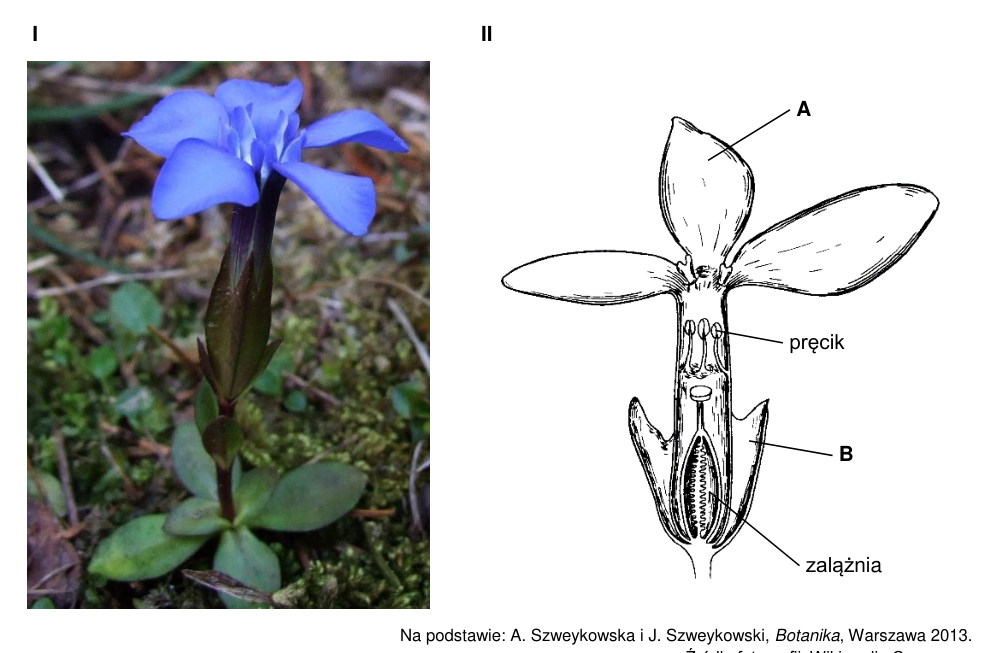 I
II
A
pręcik
B
zalążnia
Na podstawie: A. Szweykowska i J. Szweykowski, Botanika, Warszawa 2013.